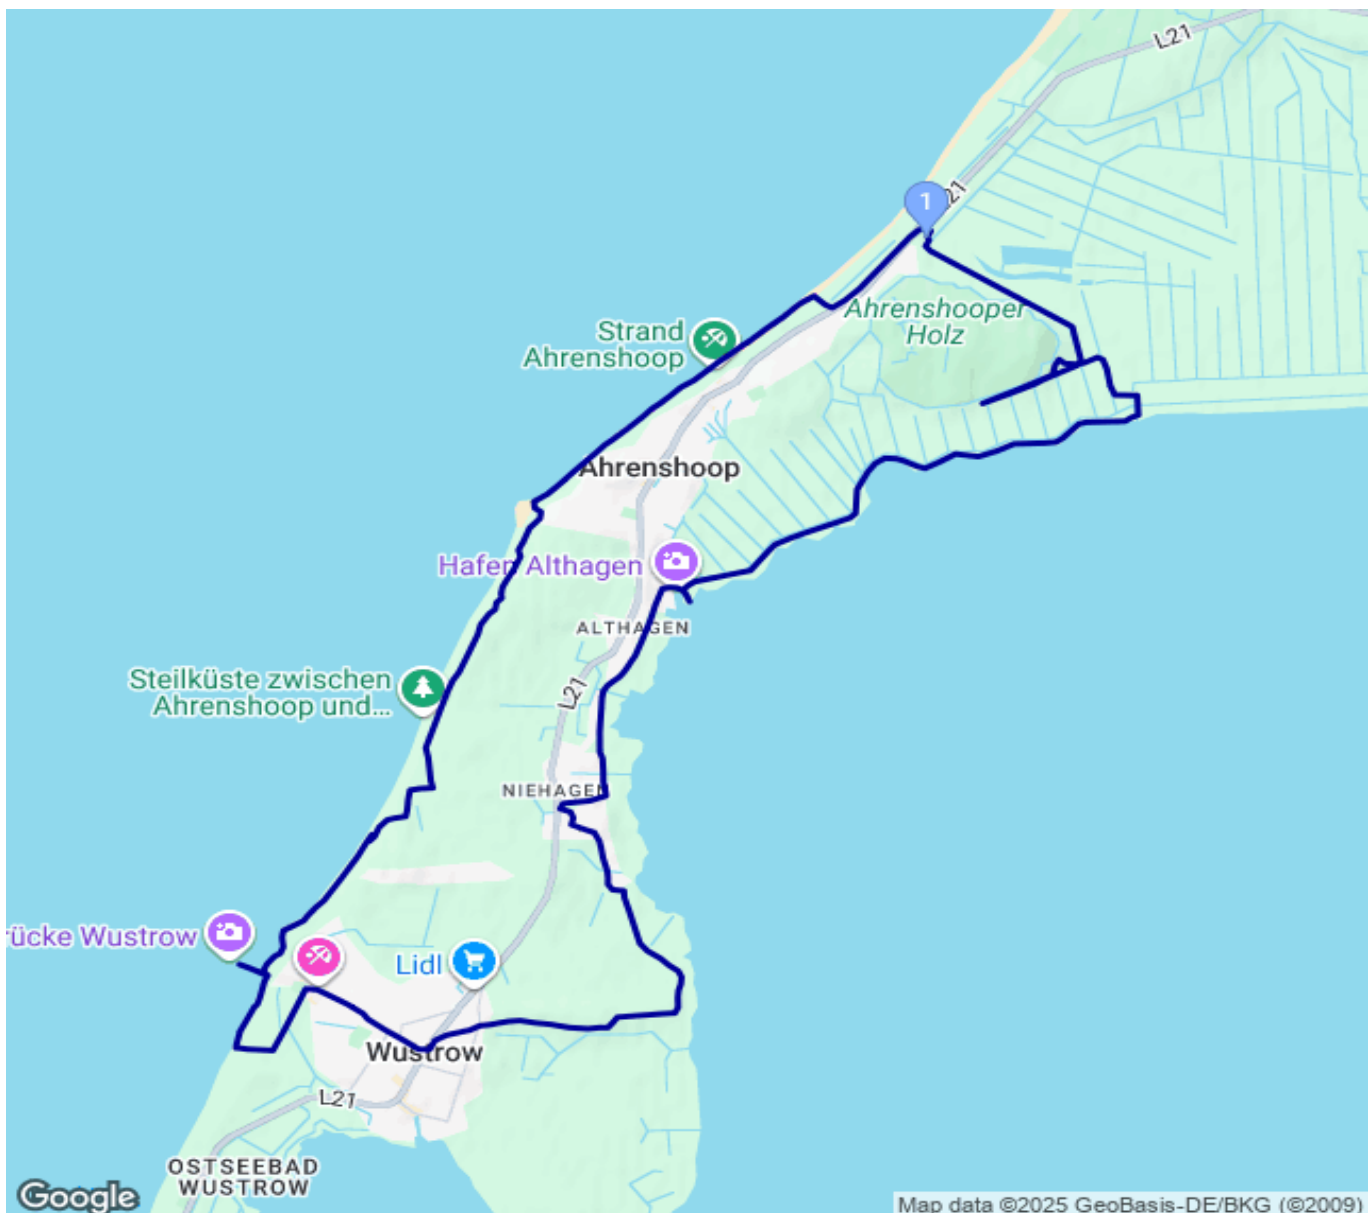 L21
1
L21
Ahrenshooper
Holz
Strand
Ahrenshoop
Ahrenshoop
Hafen Althagen
ALTHAGEN
Steilküste zwischen
Ahrenshoop und...
L21
NIEHAGEN
rücke Wustrow
Lidl
Wustrow
L21
OSTSEEBAD
WUSTROW
Google
Map data ©2025 GeoBasis-DE/BKG (©2009)